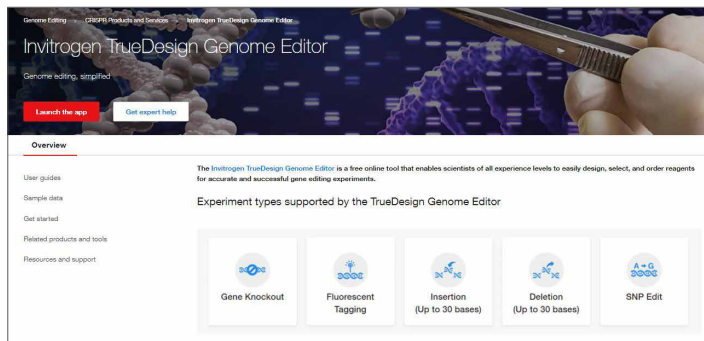 Genome Editing CRISPR Products and Services Invitrogen TrueDesign Genome Editor
Invitrogen TrueDesign Genome Editor
Genome editing, simplified
Launch the app Get expert help
Overview
User guides
Sample data
Get started
Related products and tools
Resources and support
The Invitrogen TrueDesign Genome Editor is a free online tool that enables scientists of all experience levels to easily design, select, and order reagents
for accurate and successful gene editing experiments.
Experiment types supported by the TrueDesign Genome Editor
Gene Knockout
Fluorescent
Tagging
Insertion
(Up to 30 bases)
Deletion
(Up to 30 bases)
A → G
SNP Edit